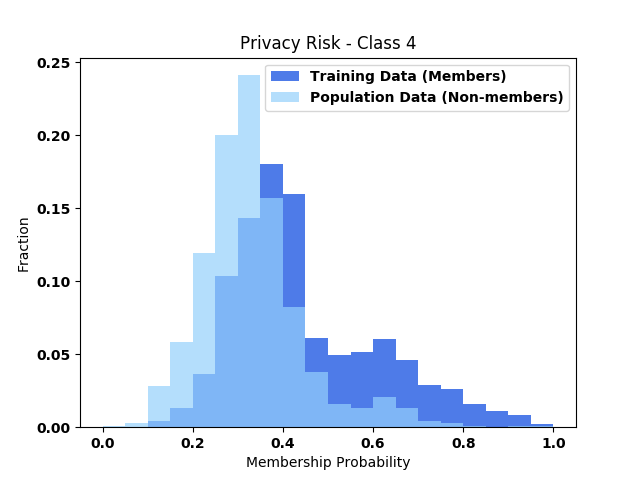 Privacy Risk - Class 4
Training Data (Members)
Population Data (Non-members)
Fraction
0.25
0.20
0.15
0.10
0.05
0.00
0.0 0.2 0.4 0.6 0.8 1.0
Membership Probability